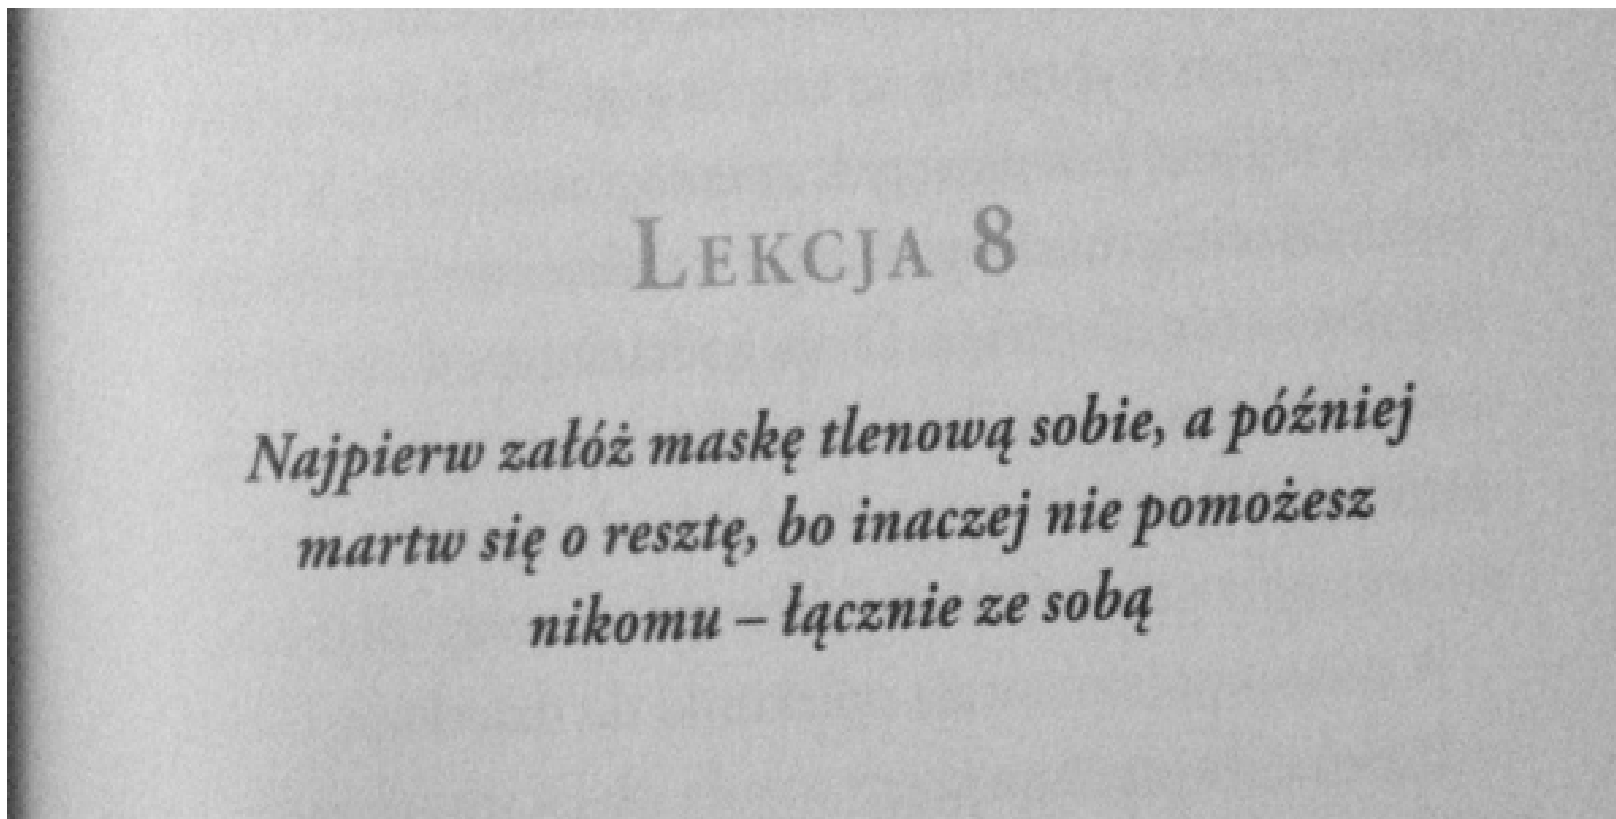 LEKCJA 8
Najpierw załóż maskę tlenową sobie, a później
martw się o resztę, bo inaczej nie pomożesz
nikomu – łącznie ze sobą